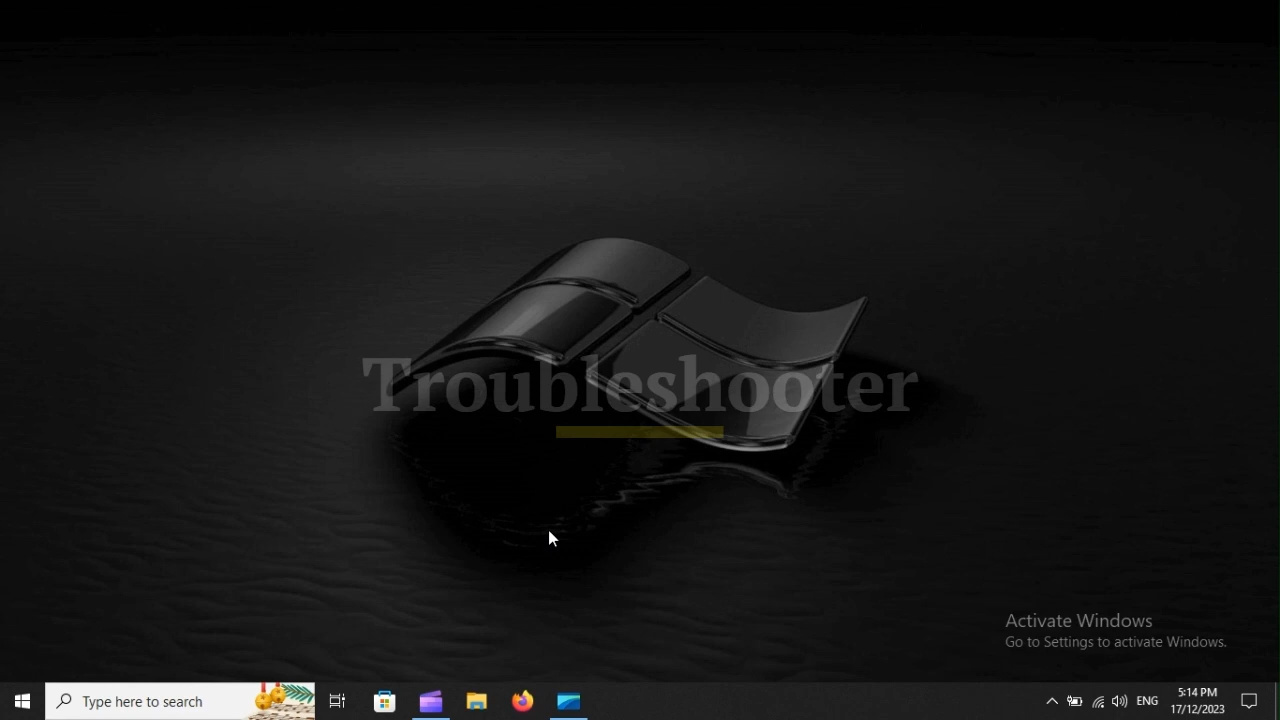 Troubleshooter
Activate Windows
Go to Settings to activate Windows.
Type here to search
ENG
5:14 PM
17/12/2023